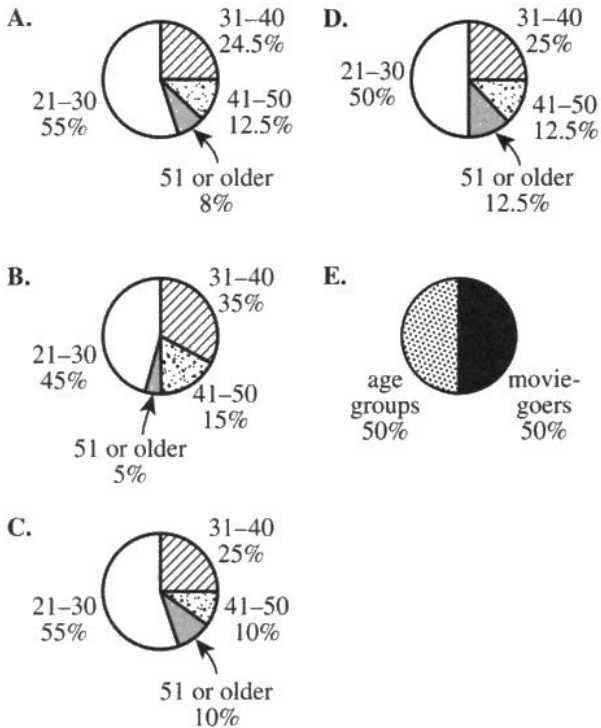 A.
31–40
24.5%
21–30
55%
41–50
12.5%
51 or older
8%
B.
31–40
35%
21–30
45%
41–50
15%
51 or older
5%
C.
31–40
25%
21–30
55%
41–50
10%
51 or older
10%
D.
31–40
25%
21–30
50%
41–50
12.5%
51 or older
12.5%
E.
age
groups
50%
movie-
goers
50%